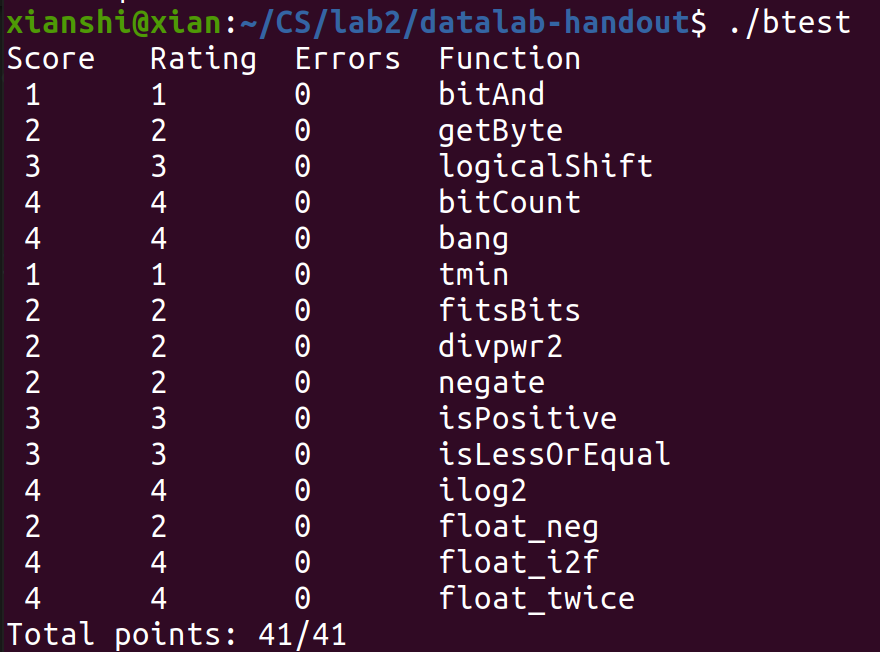 xianshi@xian:~/CS/lab2/datalab-handout$ ./btest
Score Rating Errors Function
1 1 0 bitAnd
2 2 0 getByte
3 3 0 logicalShift
4 4 0 bitCount
4 4 0 bang
1 1 0 tmin
2 2 0 fitsBits
2 2 0 divpwr2
2 2 0 negate
3 3 0 isPositive
3 3 0 isLessOrEqual
4 4 0 ilog2
2 2 0 float_neg
4 4 0 float_i2f
4 4 0 float_twice
Total points: 41/41